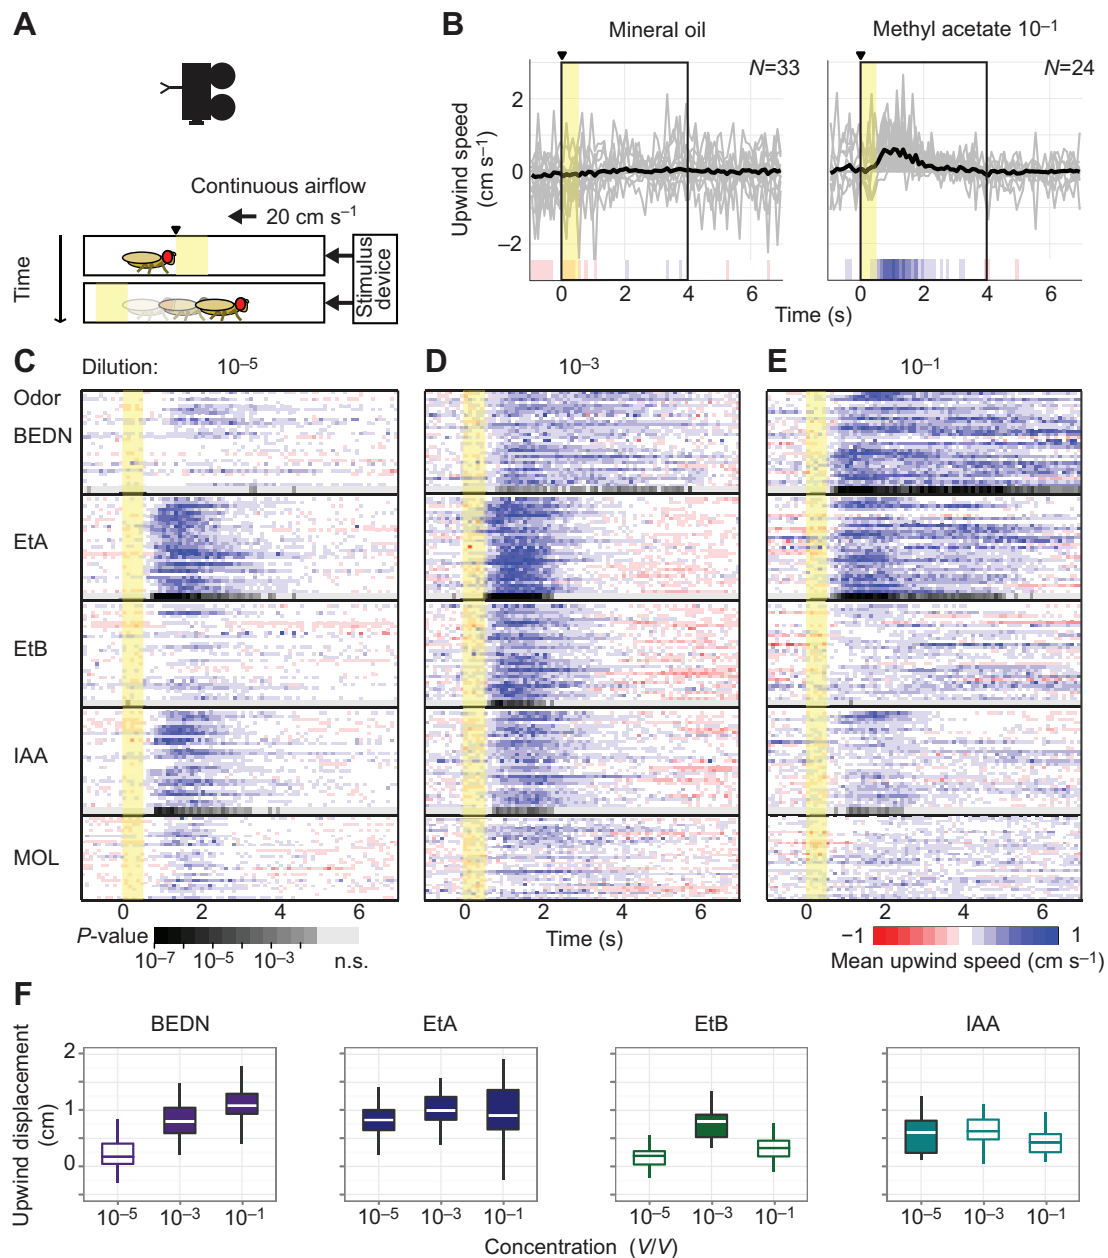 A
Continuous airflow
20 cm s⁻¹
Time
Stimulus device
B
Mineral oil
Methyl acetate 10⁻¹
N=33
N=24
Upwind speed (cm s⁻¹)
2
0
–2
0 2 4 6
0 2 4 6
Time (s)
C
Dilution:
10⁻⁵
D
10⁻³
E
10⁻¹
Odor
BEDN
EtA
EtB
IAA
MOL
0 2 4 6
0 2 4 6
0 2 4 6
Time (s)
P-value
10⁻⁷ 10⁻⁵ 10⁻³ n.s.
−1 1
Mean upwind speed (cm s⁻¹)
F
BEDN
EtA
EtB
IAA
Upwind displacement (cm)
2
1
0
10⁻⁵ 10⁻³ 10⁻¹
10⁻⁵ 10⁻³ 10⁻¹
10⁻⁵ 10⁻³ 10⁻¹
10⁻⁵ 10⁻³ 10⁻¹
Concentration (V/V)